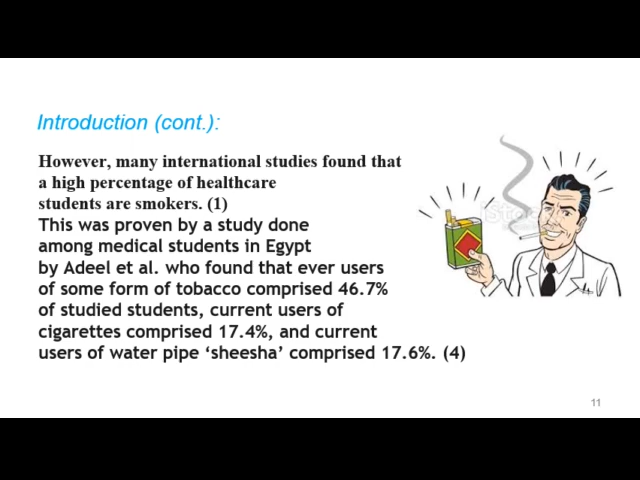 Introduction (cont.):
However, many international studies found that
a high percentage of healthcare
students are smokers. (1)
This was proven by a study done
among medical students in Egypt
by Adeel et al. who found that ever users
of some form of tobacco comprised 46.7%
of studied students, current users of
cigarettes comprised 17.4%, and current
users of water pipe ‘sheesha’ comprised 17.6%. (4)
iStock
11